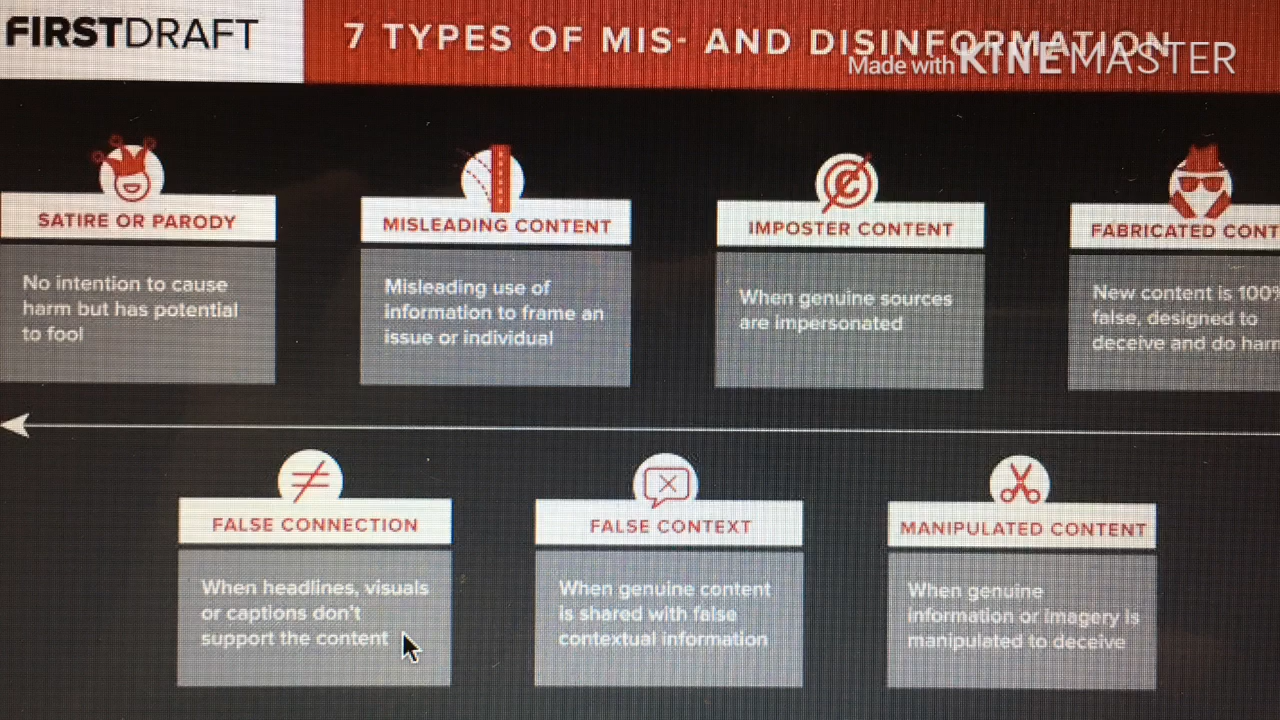 FIRSTDRAFT
7 TYPES OF MIS- AND DISINFORMATION
Made with KINEMASTER
SATIRE OR PARODY
No intention to cause
harm but has potential
to fool
MISLEADING CONTENT
Misleading use of
information to frame an
issue or individual
IMPOSTER CONTENT
When genuine sources
are impersonated
FABRICATED CONT
New content is 100%
false, designed to
deceive and do harm
FALSE CONNECTION
When headlines, visuals
or captions don't
support the content
FALSE CONTEXT
When genuine content
is shared with false
contextual information
MANIPULATED CONTENT
When genuine
information or imagery is
manipulated to deceive